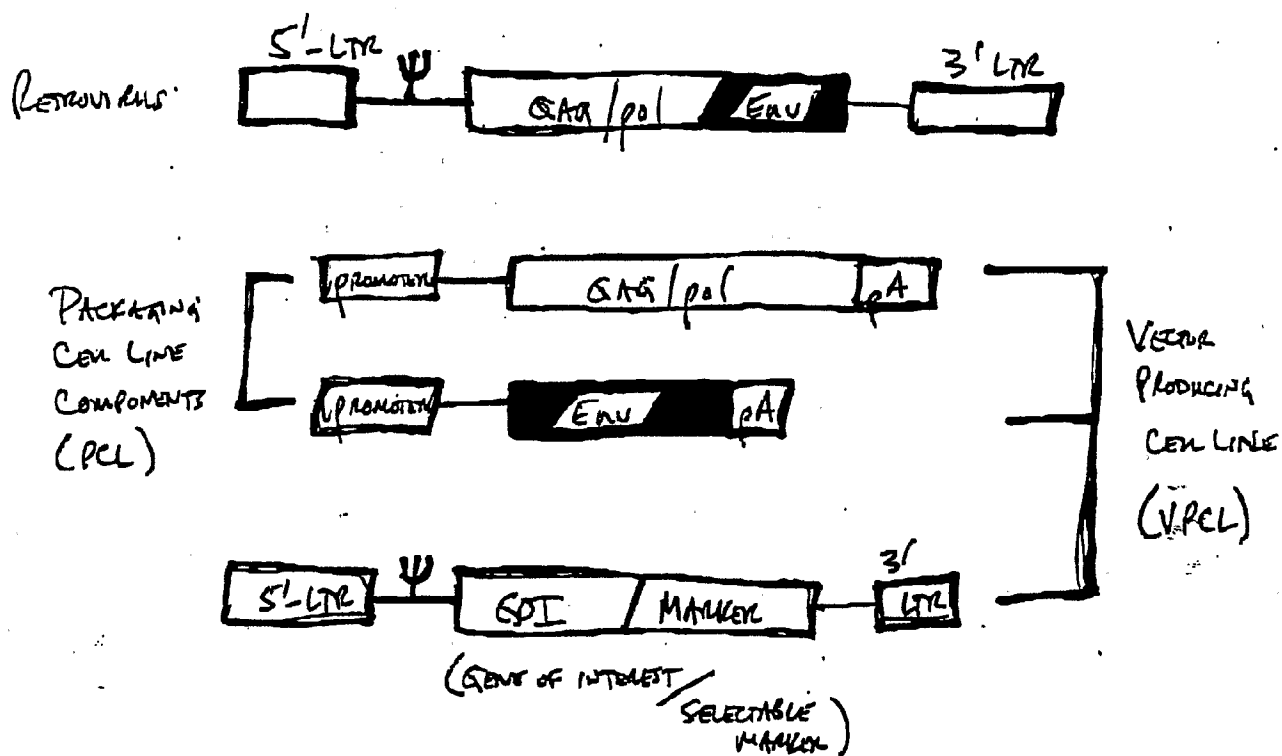 5'-LTR
Ψ
3' LTR
RETROVIRUS:
GAG/pol
Env
PROMOTER
GAG/pol
pA
PACKAGING
CELL LINE
COMPONENTS
(PCL)
PROMOTER
Env
pA
VECTOR
PRODUCING
CELL LINE
(VPCL)
5'-LTR
Ψ
GOI
MARKER
3'
LTR
(GENE OF INTEREST/
SELECTABLE
MARKER)